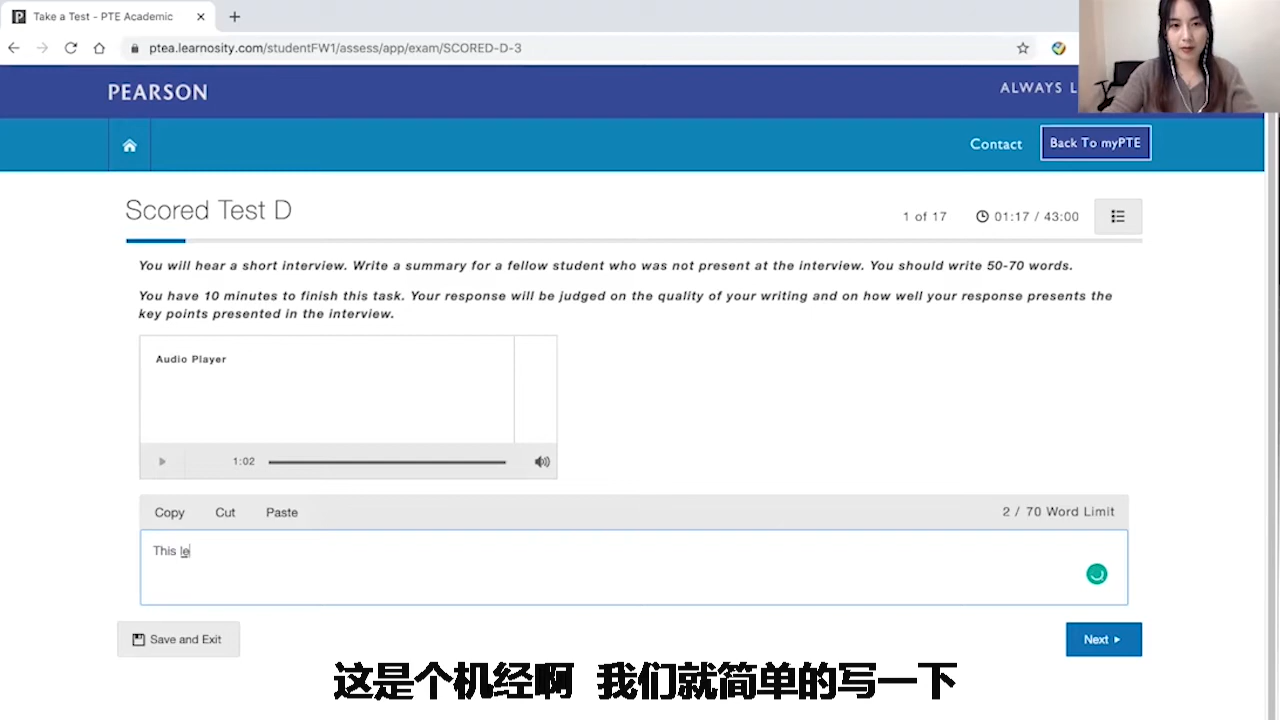 Take a Test - PTE Academic
ptea.learnosity.com/studentFW1/assess/app/exam/SCORED-D-3
PEARSON
ALWAYS L
Contact
Back To myPTE
Scored Test D
1 of 17
01:17 / 43:00
You will hear a short interview. Write a summary for a fellow student who was not present at the interview. You should write 50-70 words.
You have 10 minutes to finish this task. Your response will be judged on the quality of your writing and on how well your response presents the
key points presented in the interview.
Audio Player
1:02
Copy Cut Paste
2 / 70 Word Limit
This le
Save and Exit
Next
这是个机经啊 我们就简单的写一下